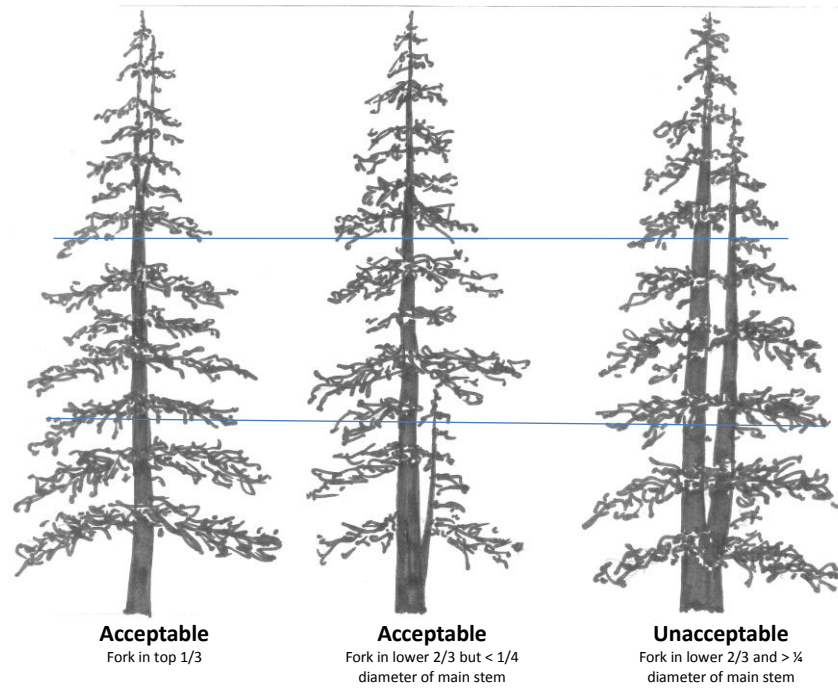 Acceptable
Fork in top 1/3
Acceptable
Fork in lower 2/3 but < 1/4
diameter of main stem
Unacceptable
Fork in lower 2/3 and > ¼
diameter of main stem